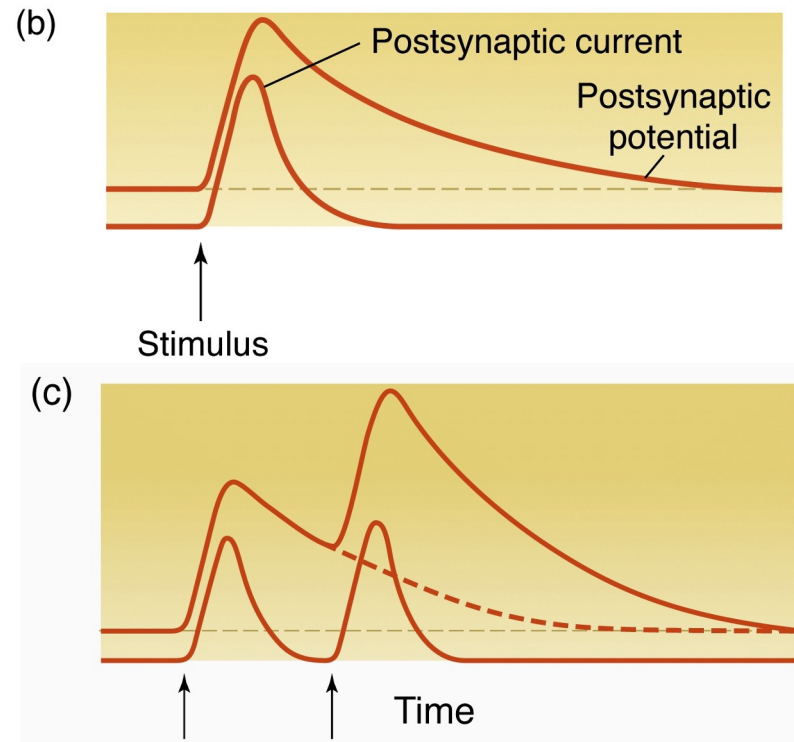 (b)
Postsynaptic current
Postsynaptic
potential
Stimulus
(c)
Time